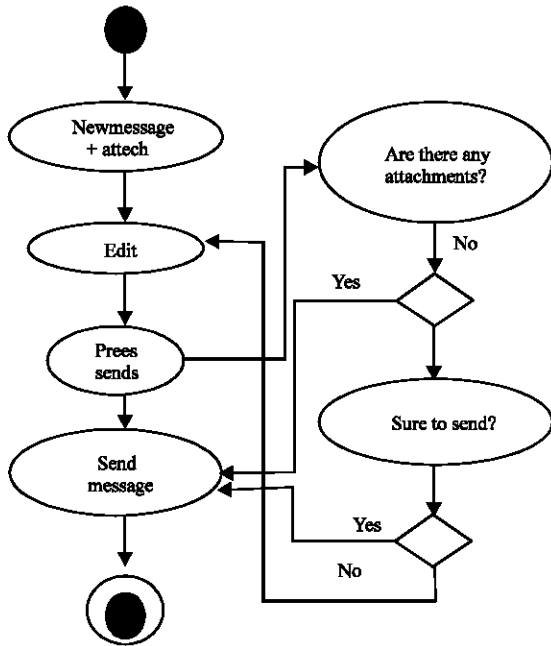 Newmessage
+ attech
Edit
Prees
sends
Send
message
Are there any
attachments?
No
Yes
Sure to send?
Yes
No